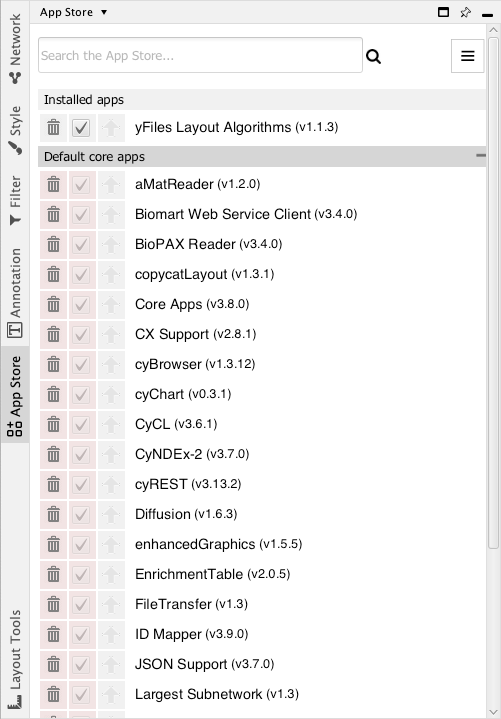 App Store
Search the App Store...
Installed apps
yFiles Layout Algorithms (v1.1.3)
Default core apps
aMatReader (v1.2.0)
Biomart Web Service Client (v3.4.0)
BioPAX Reader (v3.4.0)
copycatLayout (v1.3.1)
Core Apps (v3.8.0)
CX Support (v2.8.1)
cyBrowser (v1.3.12)
cyChart (v0.3.1)
CyCL (v3.6.1)
CyNDEx-2 (v3.7.0)
cyREST (v3.13.2)
Diffusion (v1.6.3)
enhancedGraphics (v1.5.5)
EnrichmentTable (v2.0.5)
FileTransfer (v1.3)
ID Mapper (v3.9.0)
JSON Support (v3.7.0)
Largest Subnetwork (v1.3)
Network
Style
Filter
Annotation
App Store
Layout Tools